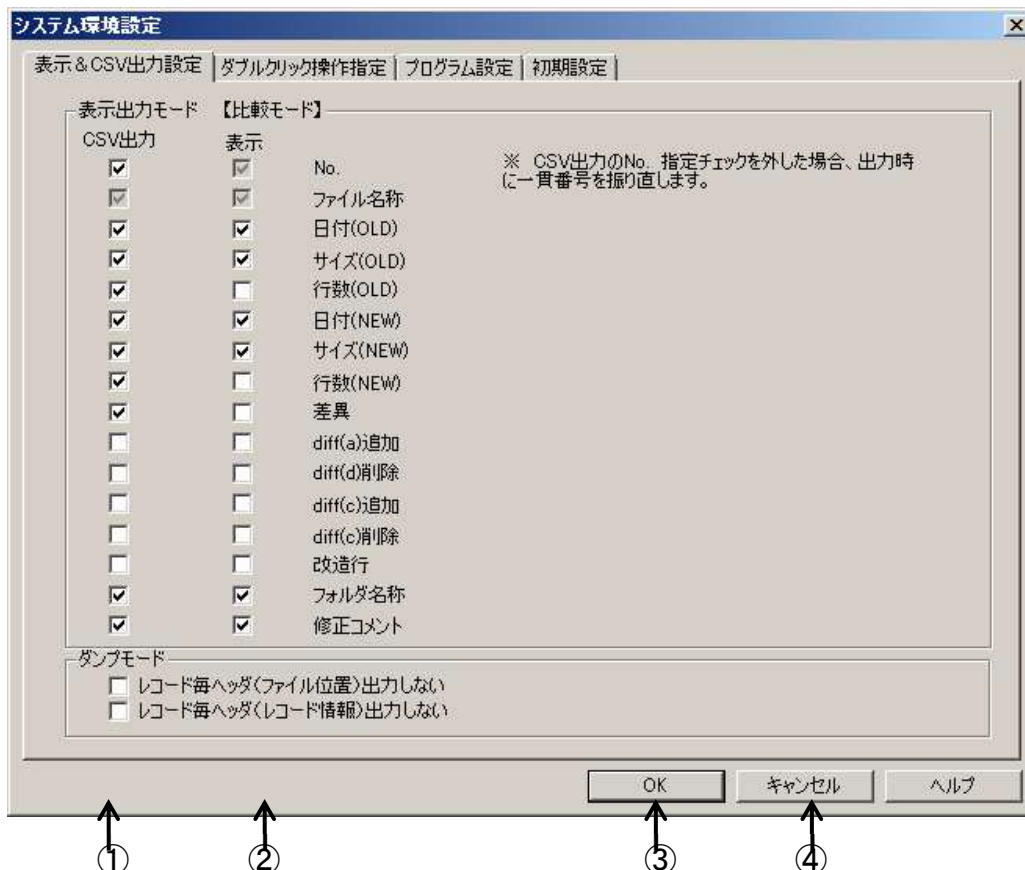 システム環境設定
表示&CSV出力設定 ダブルクリック操作指定 プログラム設定 初期設定
表示出力モード 【比較モード】
CSV出力 表示
No.
※ CSV出力のNo. 指定チェックを外した場合、出力時
に一貫番号を振り直します。
ファイル名称
日付(OLD)
サイズ(OLD)
行数(OLD)
日付(NEW)
サイズ(NEW)
行数(NEW)
差異
diff(a)追加
diff(d)削除
diff(c)追加
diff(c)削除
改造行
フォルダ名称
修正コメント
ダンプモード
レコード毎ヘッダ(ファイル位置)出力しない
レコード毎ヘッダ(レコード情報)出力しない
OK キャンセル ヘルプ
① ② ③ ④